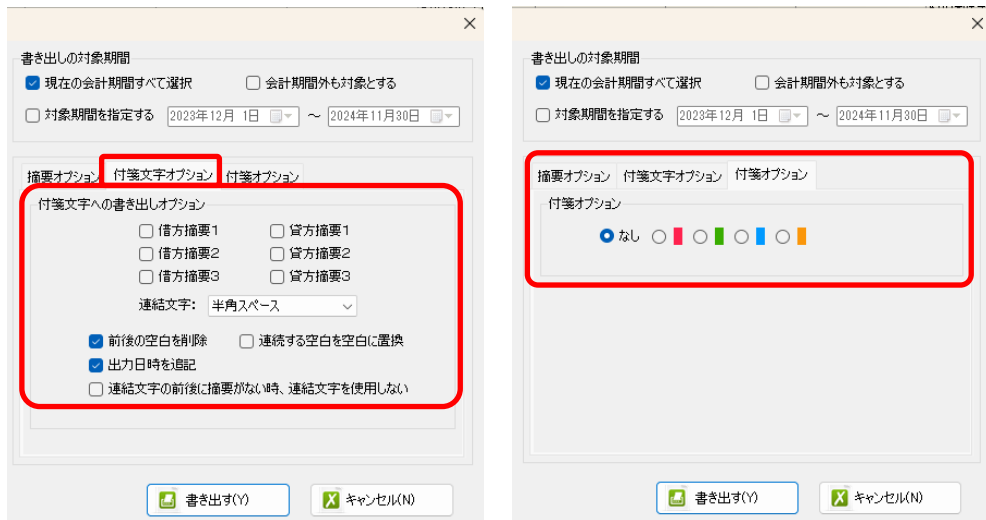 書き出しの対象期間
現在の会計期間すべて選択 会計期間外も対象とする
対象期間を指定する 2023年12月 1日 ～ 2024年11月30日
摘要オプション 付箋文字オプション 付箋オプション
付箋文字への書き出しオプション
借方摘要1 貸方摘要1
借方摘要2 貸方摘要2
借方摘要3 貸方摘要3
連結文字: 半角スペース
前後の空白を削除 連続する空白を空白に置換
出力日時を追記
連結文字の前後に摘要がない時、連結文字を使用しない
書き出す(Y) キャンセル(N)
書き出しの対象期間
現在の会計期間すべて選択 会計期間外も対象とする
対象期間を指定する 2023年12月 1日 ～ 2024年11月30日
摘要オプション 付箋文字オプション 付箋オプション
付箋オプション
なし
書き出す(Y) キャンセル(N)